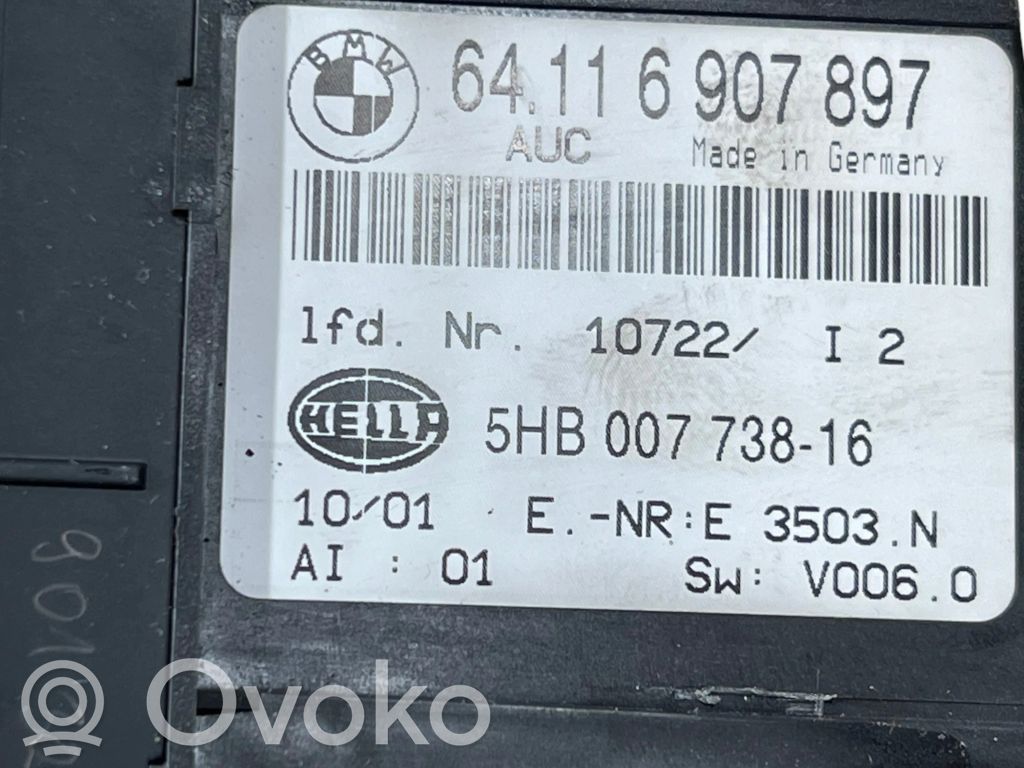 BMW
64.11 6 907 897
AUC Made in Germany
lfd. Nr. 10722/ I 2
HELLA 5HB 007 738-16
10/01 E.-NR:E 3503.N
AI : 01 Sw: V006.0
Ovoko